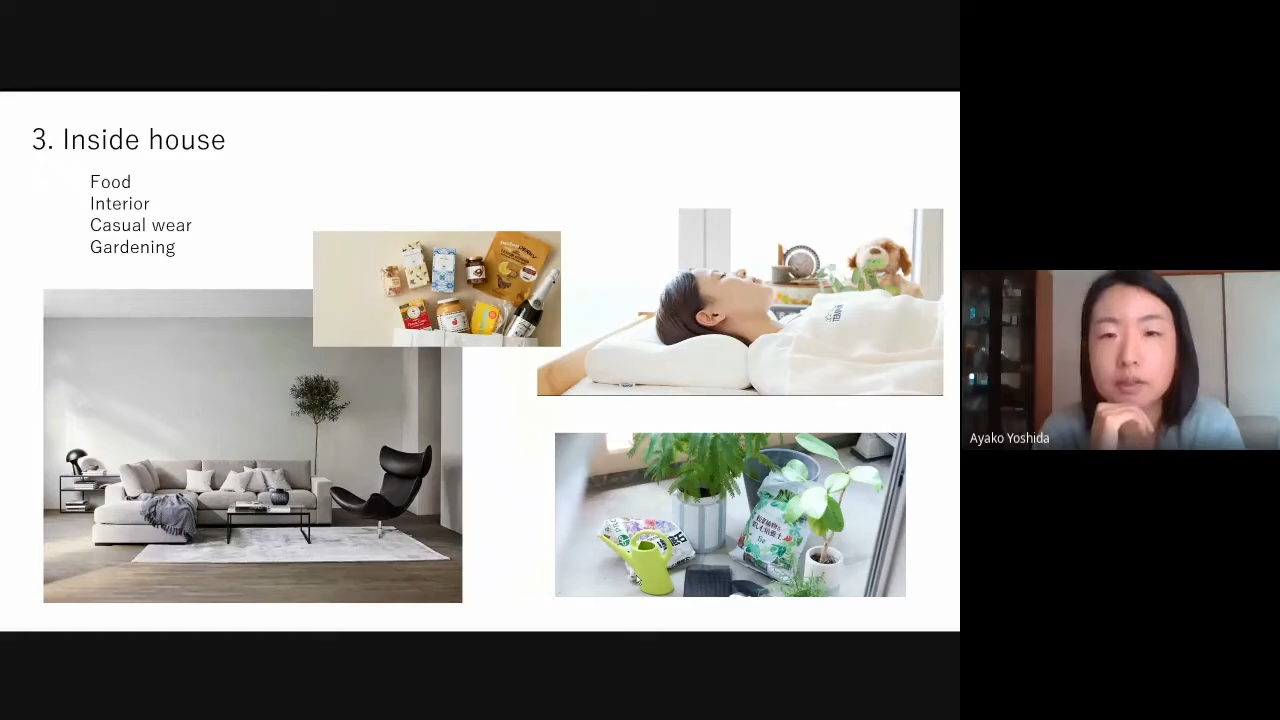 3. Inside house
Food
Interior
Casual wear
Gardening
Ayako Yoshida